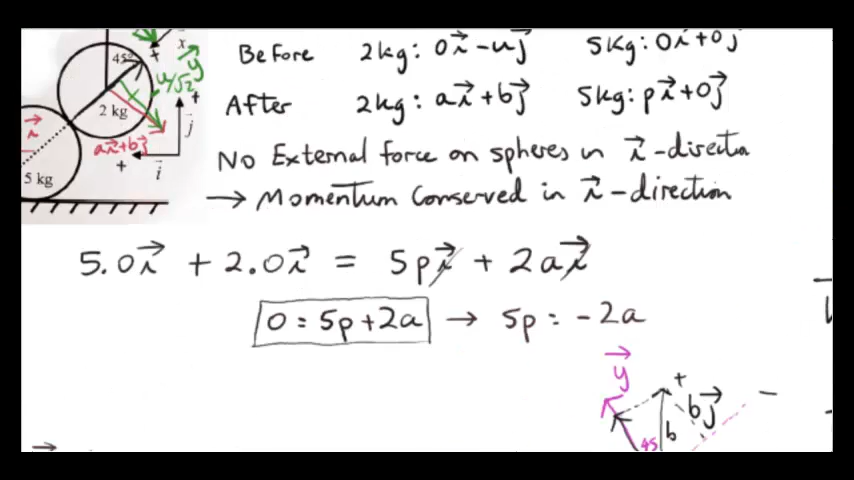 Before 2kg: 0i⃗ - uj⃗ 5kg: 0i⃗ + 0j⃗
After 2kg: ai⃗ + bj⃗ 5kg: pi⃗ + 0j⃗
45°
x⃗
y⃗
u/√2
+
2 kg
j⃗
i⃗
ai⃗+bj⃗
+
i⃗
5 kg
No External force on spheres in i⃗-direction
→ Momentum Conserved in i⃗-direction
5.0i⃗ + 2.0i⃗ = 5pi⃗ + 2ai⃗
0 = 5p+2a → 5p = -2a
y⃗
+
bj⃗
b
45